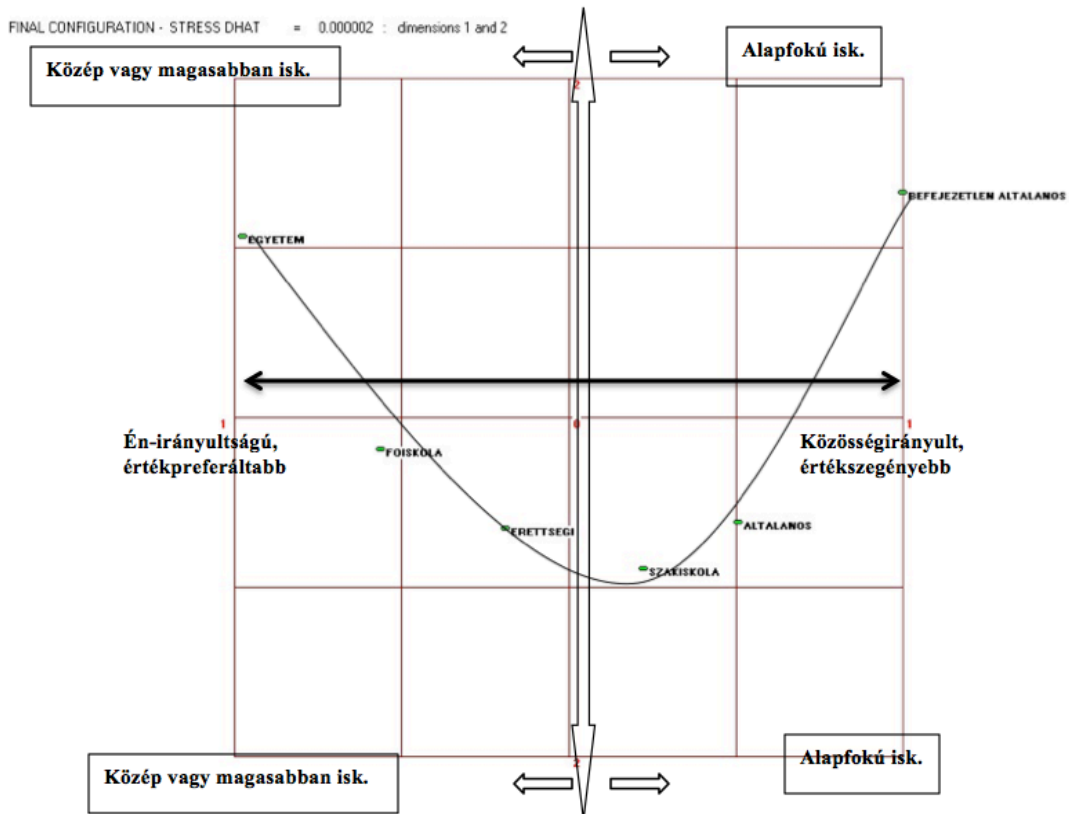 FINAL CONFIGURATION - STRESS DHAT = 0.000002 : dimensions 1 and 2
Közép vagy magasabban isk.
Alapfokú isk.
2
BEFEJEZETLEN ALTALANOS
EGYETEM
1
0
1
Én-irányultságú,
értékpreferáltabb
Közösségirányult,
értékszegényebb
FOISKOLA
ERETTSEGI
ALTALANOS
SZAKISKOLA
Közép vagy magasabban isk.
2
Alapfokú isk.